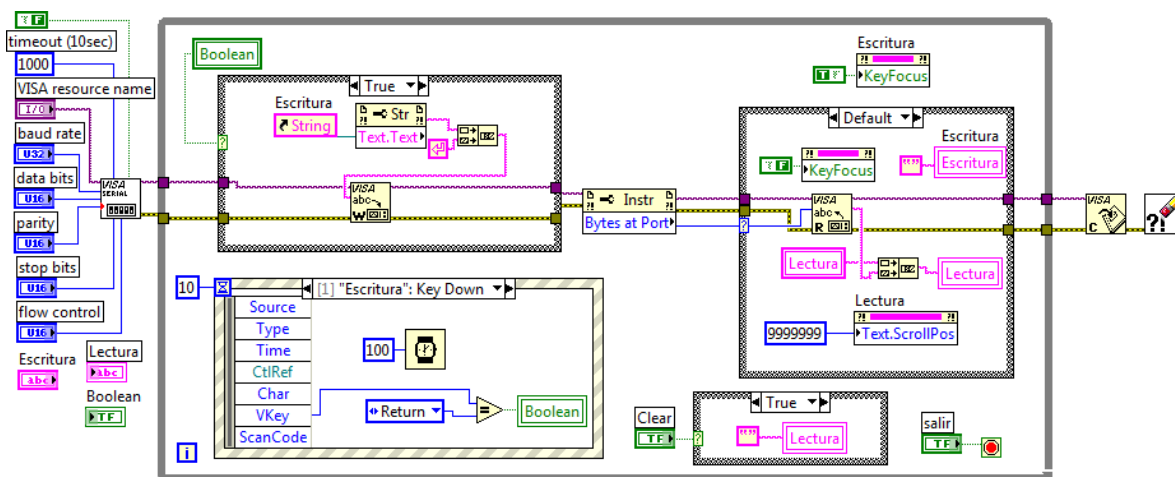 T F
timeout (10sec)
1000
VISA resource name
I/O
baud rate
U32
data bits
U16
parity
U16
stop bits
U16
flow control
U16
Escritura
abc
Lectura
abc
Boolean
TF
VISA
SERIAL
Boolean
True
Escritura
String
Str
Text.Text
VISA
abc
W
10
[1] "Escritura": Key Down
Source
Type
Time
CtlRef
Char
VKey
ScanCode
100
Return
=
Boolean
i
Instr
Bytes at Port
Escritura
T F
KeyFocus
Default
Escritura
Escritura
T F
KeyFocus
VISA
abc
R
Lectura
Lectura
Lectura
9999999
Text.ScrollPos
Clear
TF
True
Lectura
salir
TF
VISA
C
?!